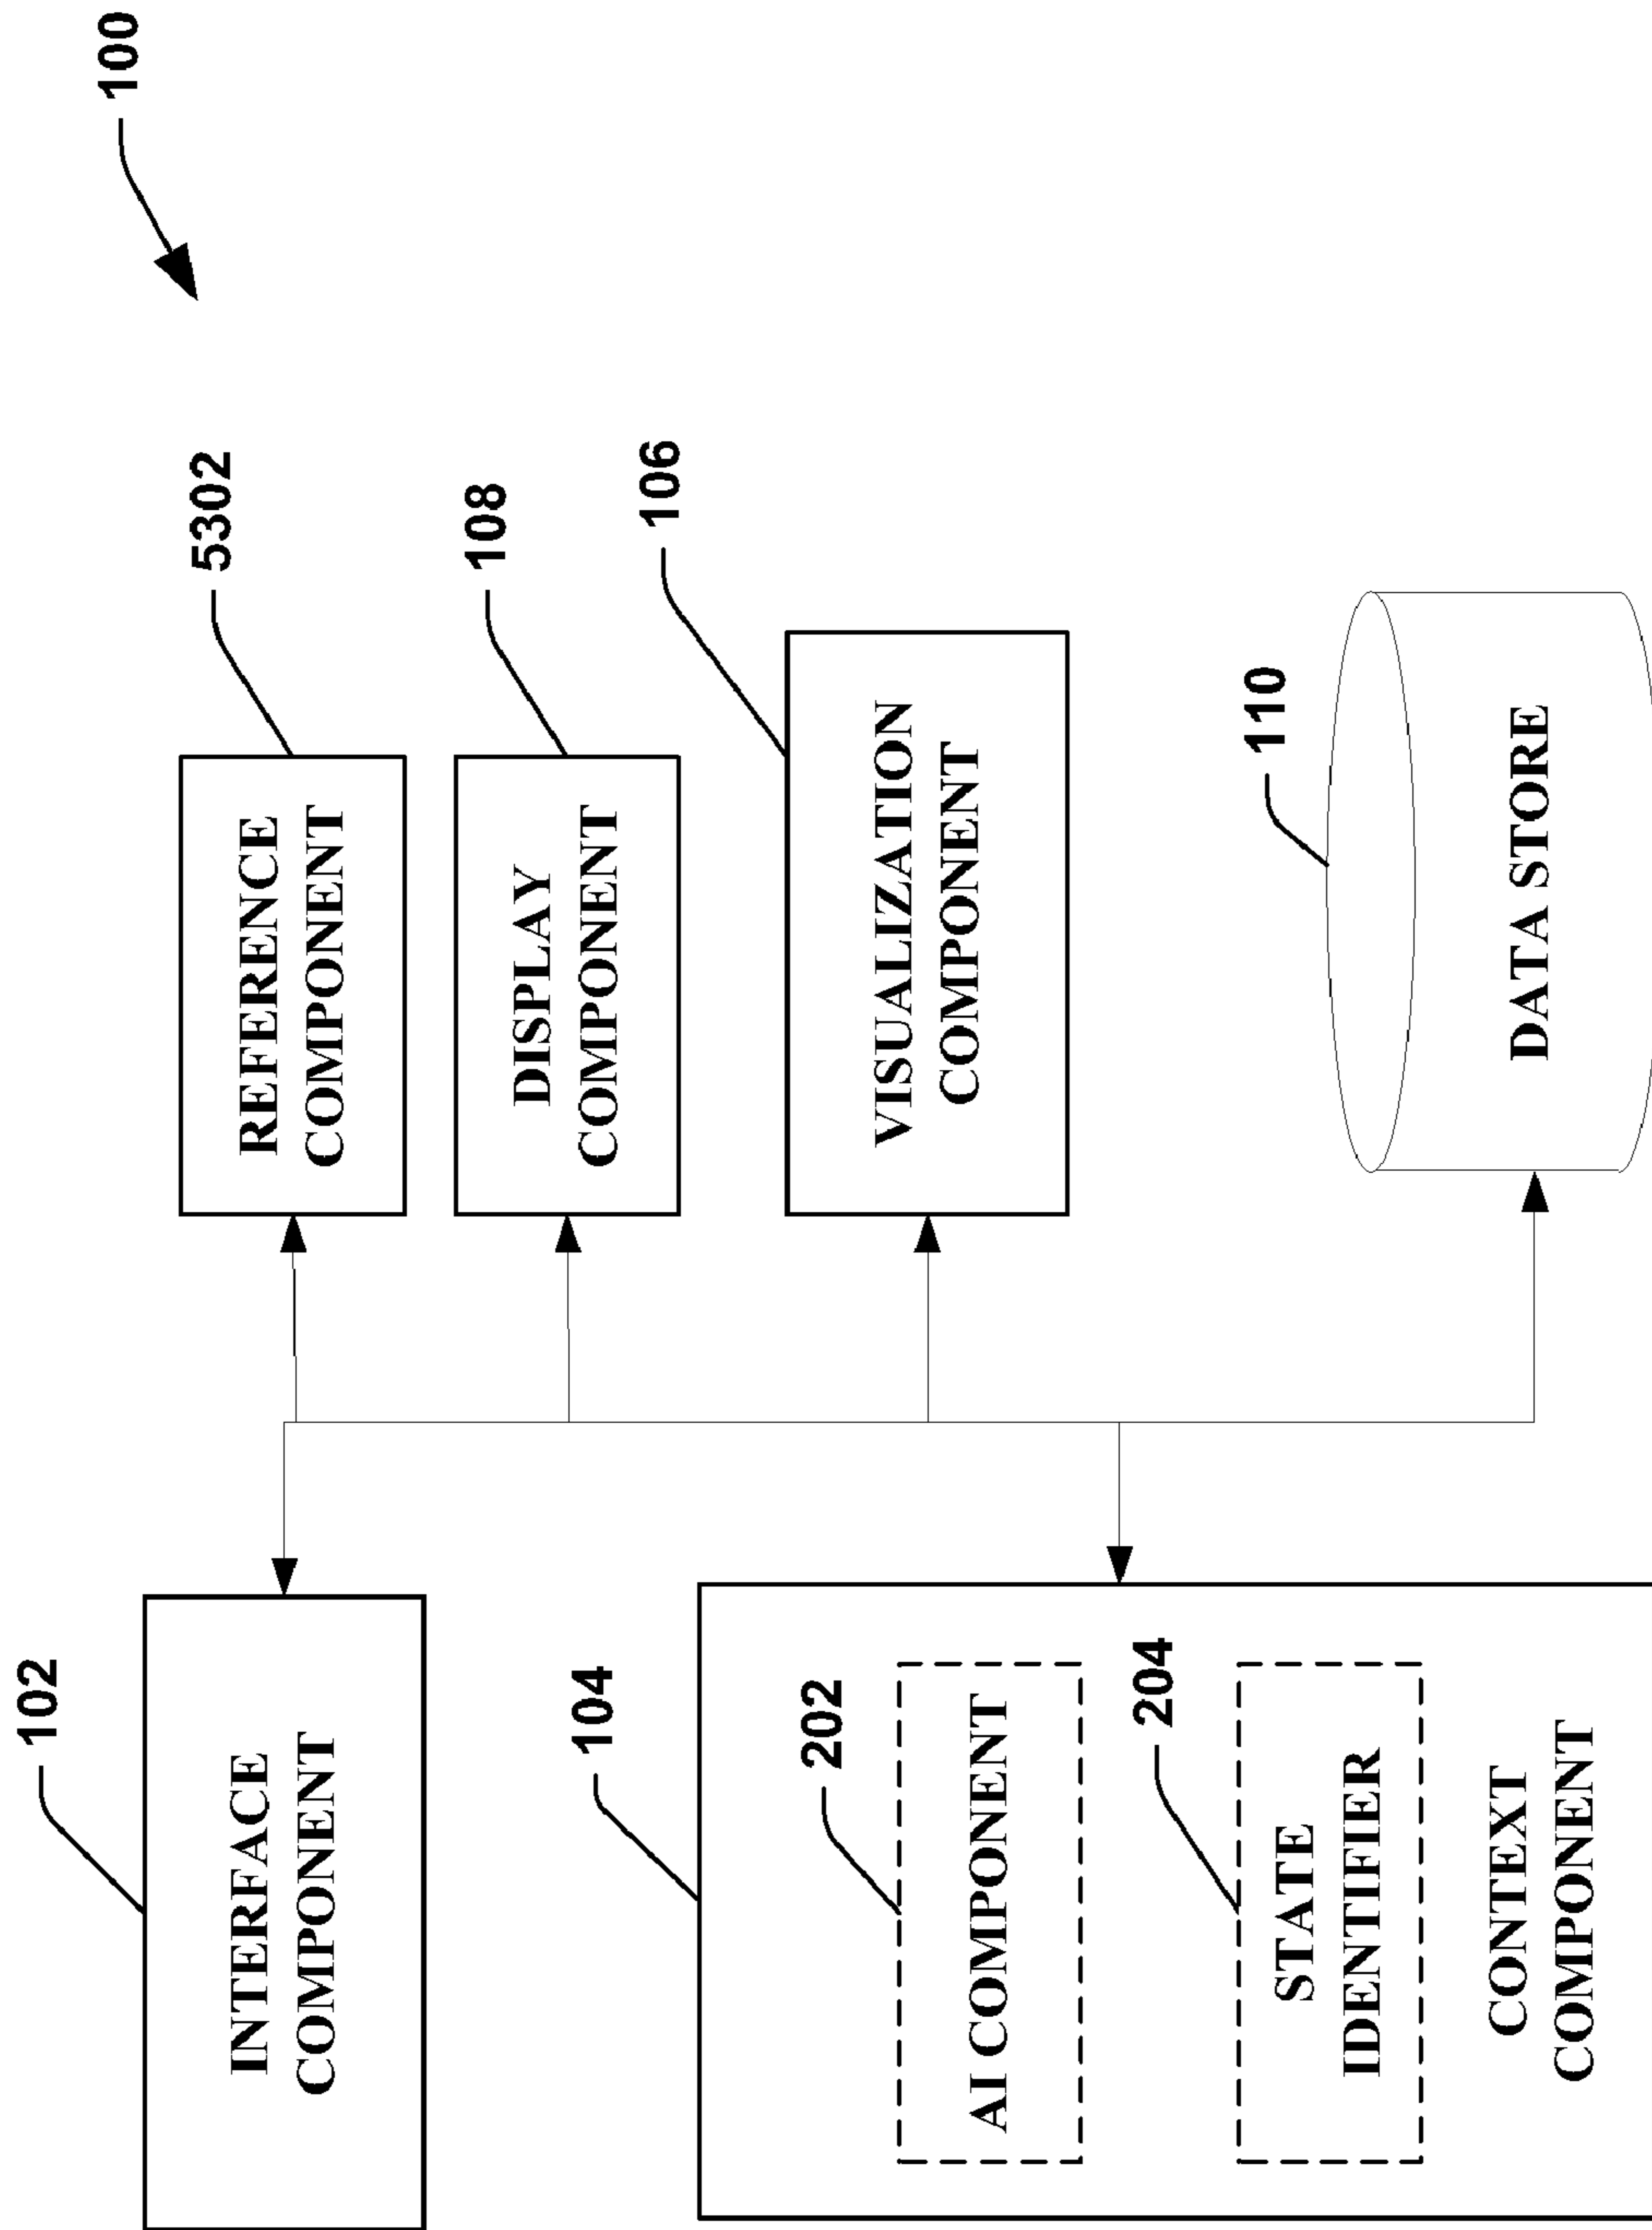 100
102
INTERFACE
COMPONENT
5302
REFERENCE
COMPONENT
108
DISPLAY
COMPONENT
104
106
VISUALIZATION
COMPONENT
202
AI COMPONENT
204
STATE
IDENTIFIER
CONTEXT
COMPONENT
110
DATA STORE